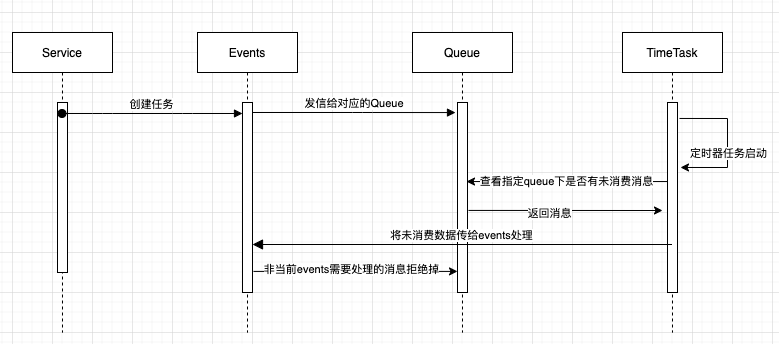 Service
Events
Queue
TimeTask
创建任务
发信给对应的Queue
定时器任务启动
查看指定queue下是否有未消费消息
返回消息
将未消费数据传给events处理
非当前events需要处理的消息拒绝掉